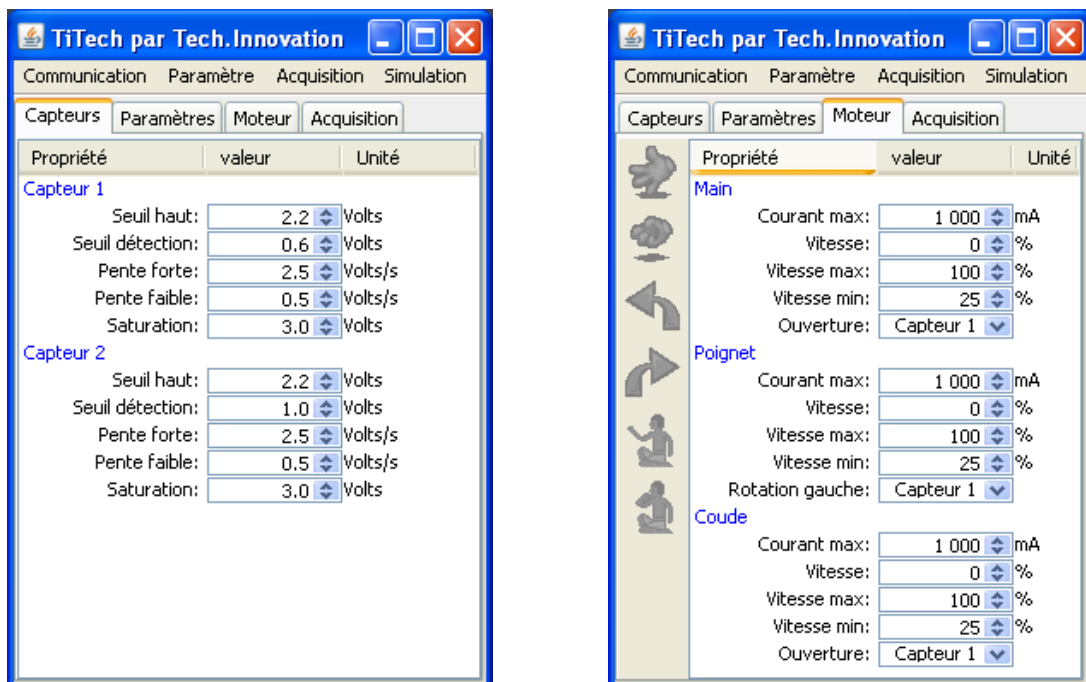 TiTech par Tech.Innovation
Communication Paramètre Acquisition Simulation
Capteurs Paramètres Moteur Acquisition
Propriété valeur Unité
Capteur 1
Seuil haut: 2.2 Volts
Seuil détection: 0.6 Volts
Pente forte: 2.5 Volts/s
Pente faible: 0.5 Volts/s
Saturation: 3.0 Volts
Capteur 2
Seuil haut: 2.2 Volts
Seuil détection: 1.0 Volts
Pente forte: 2.5 Volts/s
Pente faible: 0.5 Volts/s
Saturation: 3.0 Volts
TiTech par Tech.Innovation
Communication Paramètre Acquisition Simulation
Capteurs Paramètres Moteur Acquisition
Propriété valeur Unité
Main
Courant max: 1 000 mA
Vitesse: 0 %
Vitesse max: 100 %
Vitesse min: 25 %
Ouverture: Capteur 1
Poignet
Courant max: 1 000 mA
Vitesse: 0 %
Vitesse max: 100 %
Vitesse min: 25 %
Rotation gauche: Capteur 1
Coude
Courant max: 1 000 mA
Vitesse: 0 %
Vitesse max: 100 %
Vitesse min: 25 %
Ouverture: Capteur 1